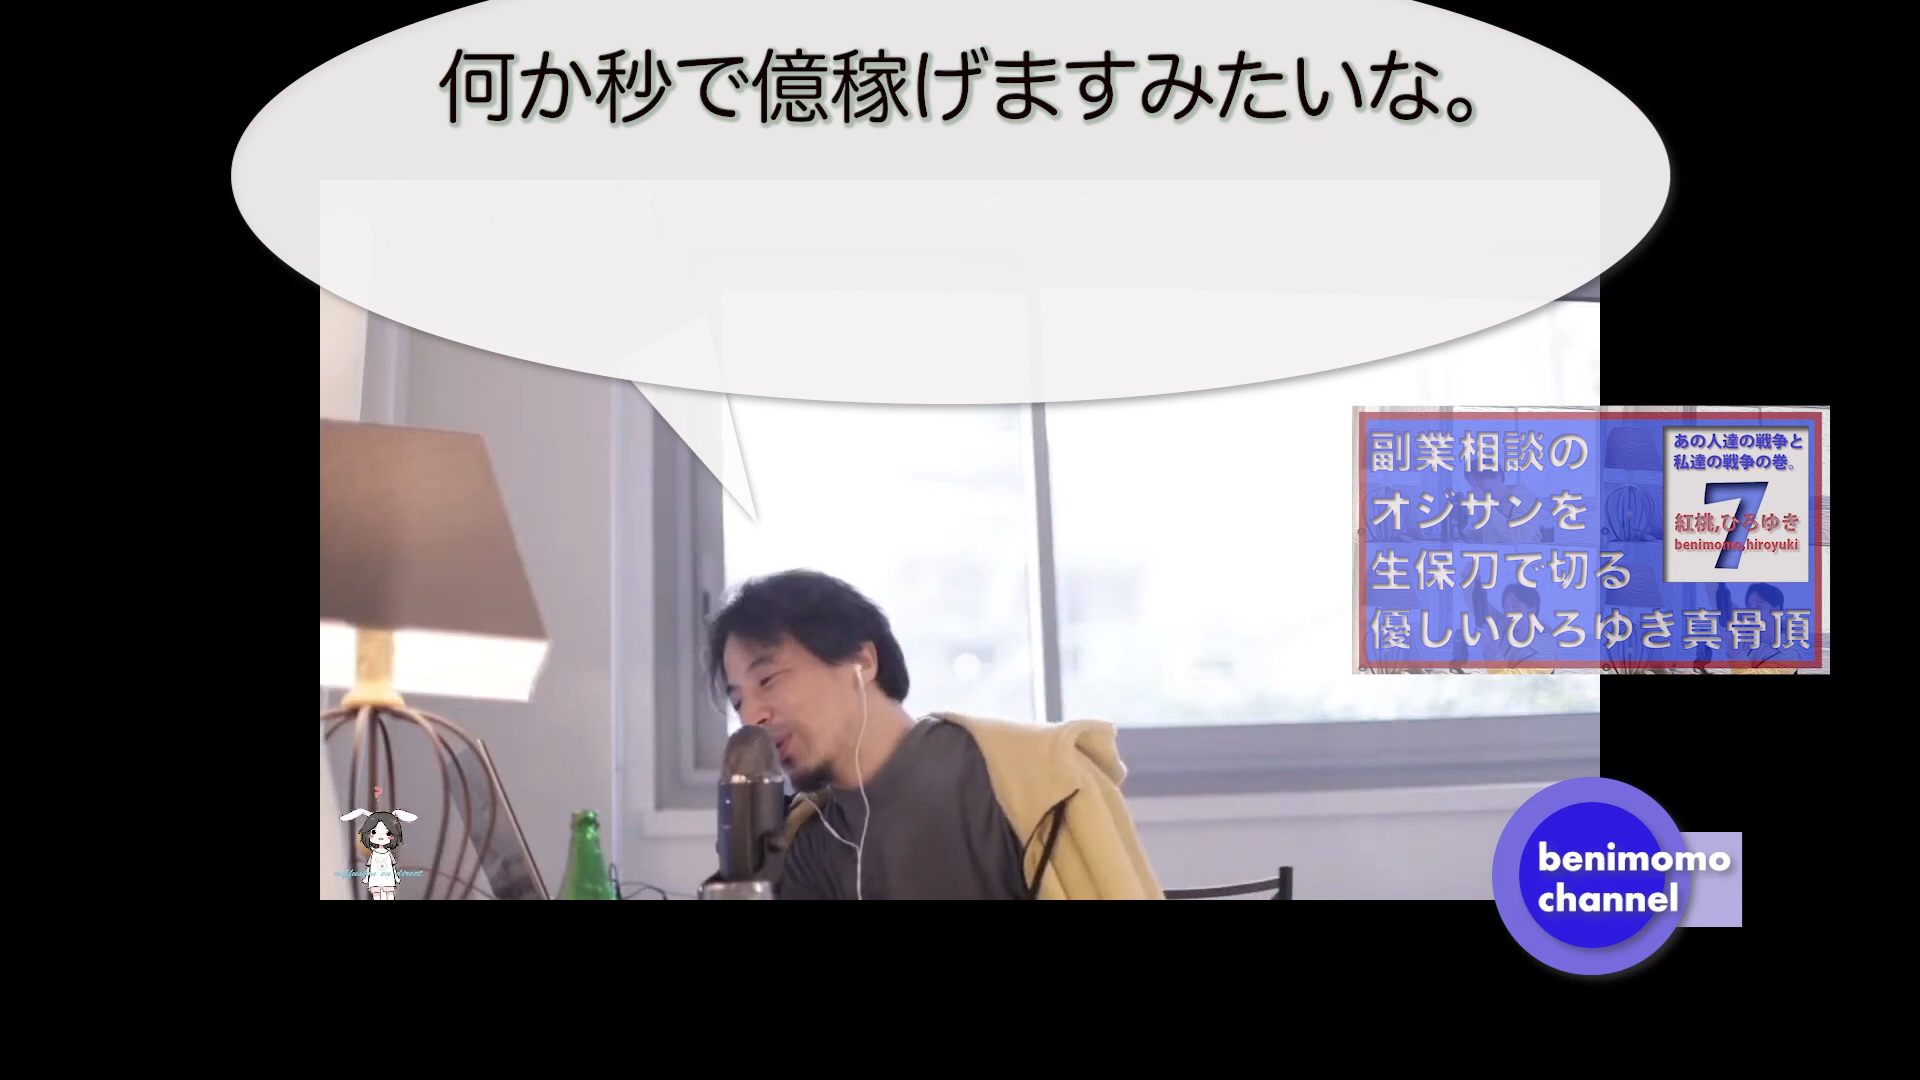 何か秒で億稼げますみたいな。
副業相談の
オジサンを
生保刀で切る
優しいひろゆき真骨頂
あの人達の戦争と
私達の戦争の巻。
7
紅桃,ひろゆき
benimomo,hiroyuki
?
diffusion en direct
benimomo
channel